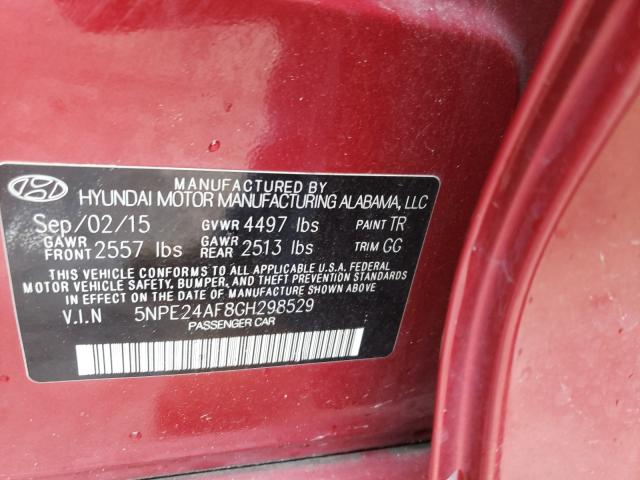 MANUFACTURED BY
HYUNDAI MOTOR MANUFACTURING ALABAMA, LLC
Sep/02/15 GVWR 4497 lbs PAINT TR
GAWR FRONT 2557 lbs GAWR REAR 2513 lbs TRIM GG
THIS VEHICLE CONFORMS TO ALL APPLICABLE U.S.A. FEDERAL
MOTOR VEHICLE SAFETY, BUMPER, AND THEFT PREVENTION STANDARDS
IN EFFECT ON THE DATE OF MANUFACTURE SHOWN ABOVE
V.I.N 5NPE24AF8GH298529
PASSENGER CAR